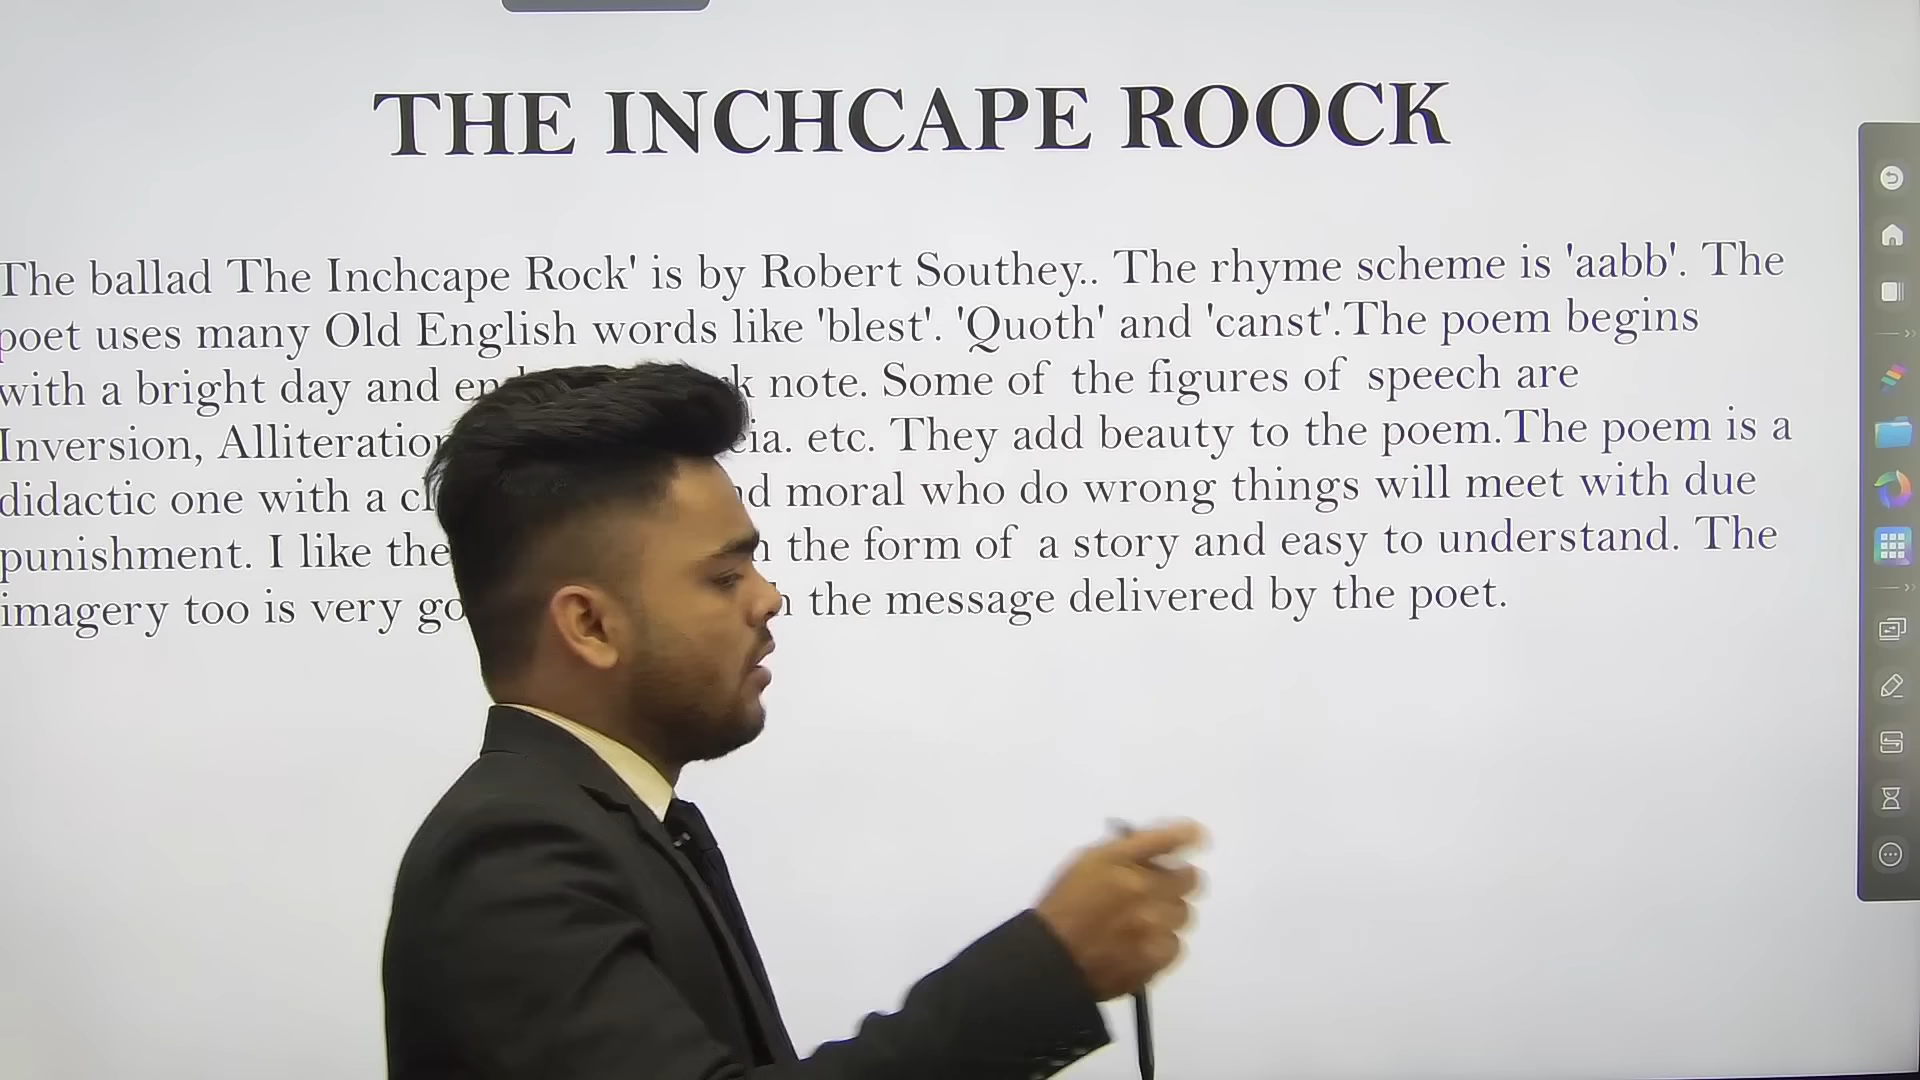 THE INCHCAPE ROOCK
The ballad The Inchcape Rock' is by Robert Southey.. The rhyme scheme is 'aabb'. The
poet uses many Old English words like 'blest'. 'Quoth' and 'canst'.The poem begins
with a bright day and note. Some of the figures of speech are
Inversion, etc. They add beauty to the poem.The poem is a
didactic one with a moral who do wrong things will meet with due
punishment. I like the the form of a story and easy to understand. The
imagery too is very the message delivered by the poet.